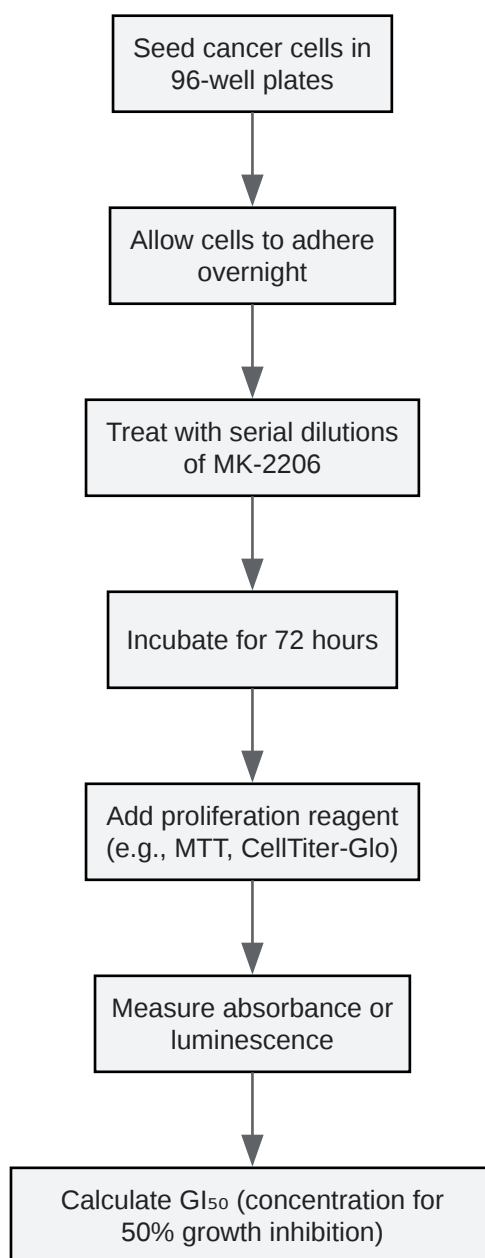 Seed cancer cells in
96-well plates
Allow cells to adhere
overnight
Treat with serial dilutions
of MK-2206
Incubate for 72 hours
Add proliferation reagent
(e.g., MTT, CellTiter-Glo)
Measure absorbance or
luminescence
Calculate GI₅₀ (concentration for
50% growth inhibition)